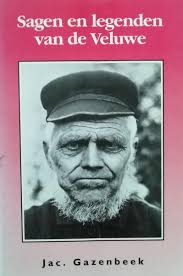 Sagen en legenden
van de Veluwe
Jac. Gazenbeek